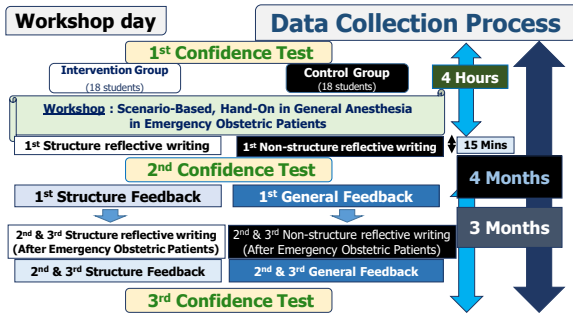 Workshop day
Data Collection Process
1st Confidence Test
Intervention Group
(18 students)
Control Group
(18 students)
4 Hours
Workshop : Scenario-Based, Hand-On in General Anesthesia
in Emergency Obstetric Patients
1st Structure reflective writing
1st Non-structure reflective writing
15 Mins
2nd Confidence Test
4 Months
1st Structure Feedback
1st General Feedback
3 Months
2nd & 3rd Structure reflective writing
(After Emergency Obstetric Patients)
2nd & 3rd Non-structure reflective writing
(After Emergency Obstetric Patients)
2nd & 3rd Structure Feedback
2nd & 3rd General Feedback
3rd Confidence Test